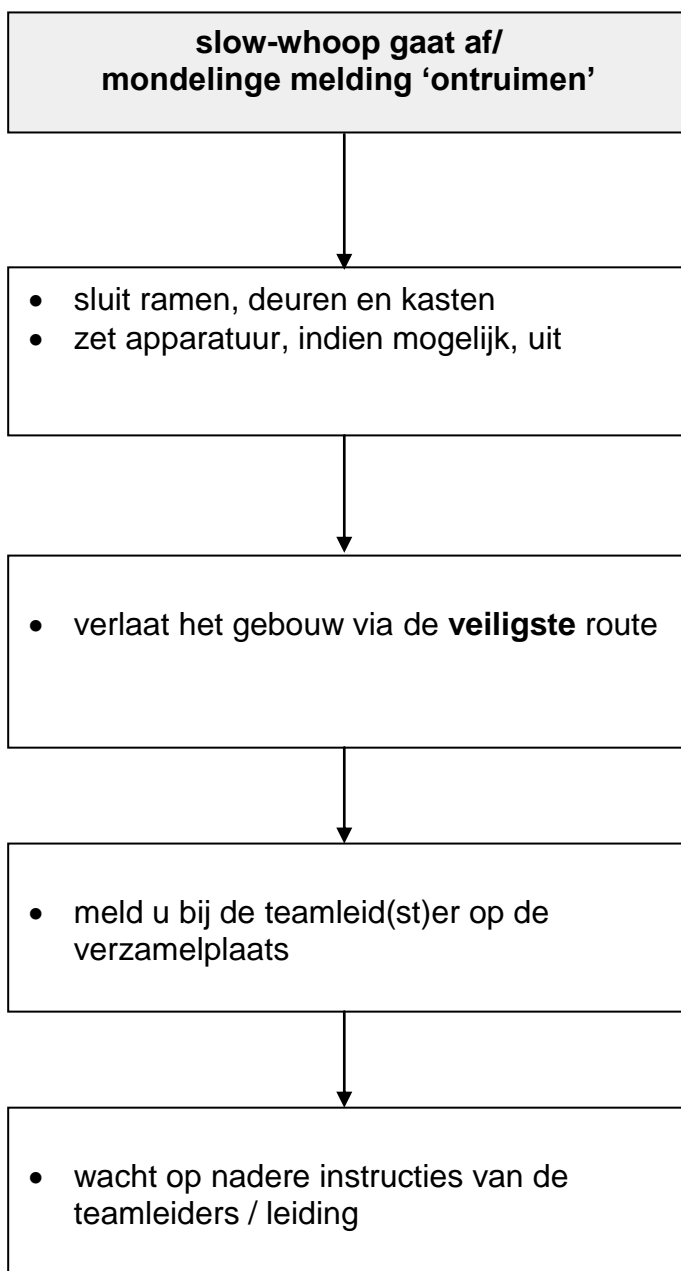 slow-whoop gaat af/
mondelinge melding ‘ontruimen’
• sluit ramen, deuren en kasten
• zet apparatuur, indien mogelijk, uit
• verlaat het gebouw via de veiligste route
• meld u bij de teamleid(st)er op de
verzamelplaats
• wacht op nadere instructies van de
teamleiders / leiding